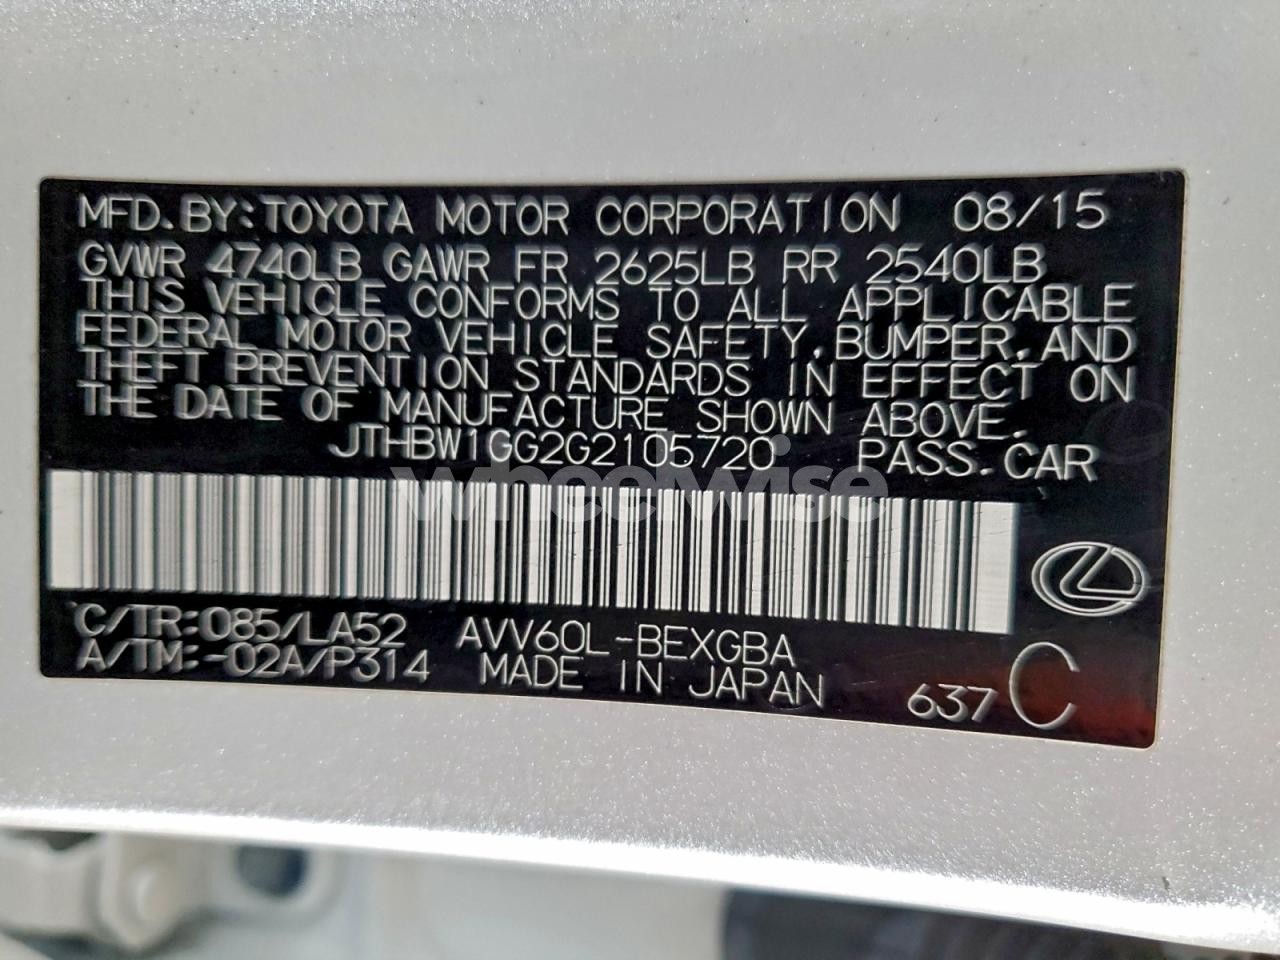 MFD. BY: TOYOTA MOTOR CORPORATION 08/15
GVWR 4740LB GAWR FR 2625LB RR 2540LB
THIS VEHICLE CONFORMS TO ALL APPLICABLE
FEDERAL MOTOR VEHICLE SAFETY, BUMPER, AND
THEFT PREVENTION STANDARDS IN EFFECT ON
THE DATE OF MANUFACTURE SHOWN ABOVE.
JTHBW1GG2G2105720 PASS. CAR
wheelwise
C/TR:085/LA52 AVV60L-BEXGBA
A/TM:-02A/P314 MADE IN JAPAN
637 C